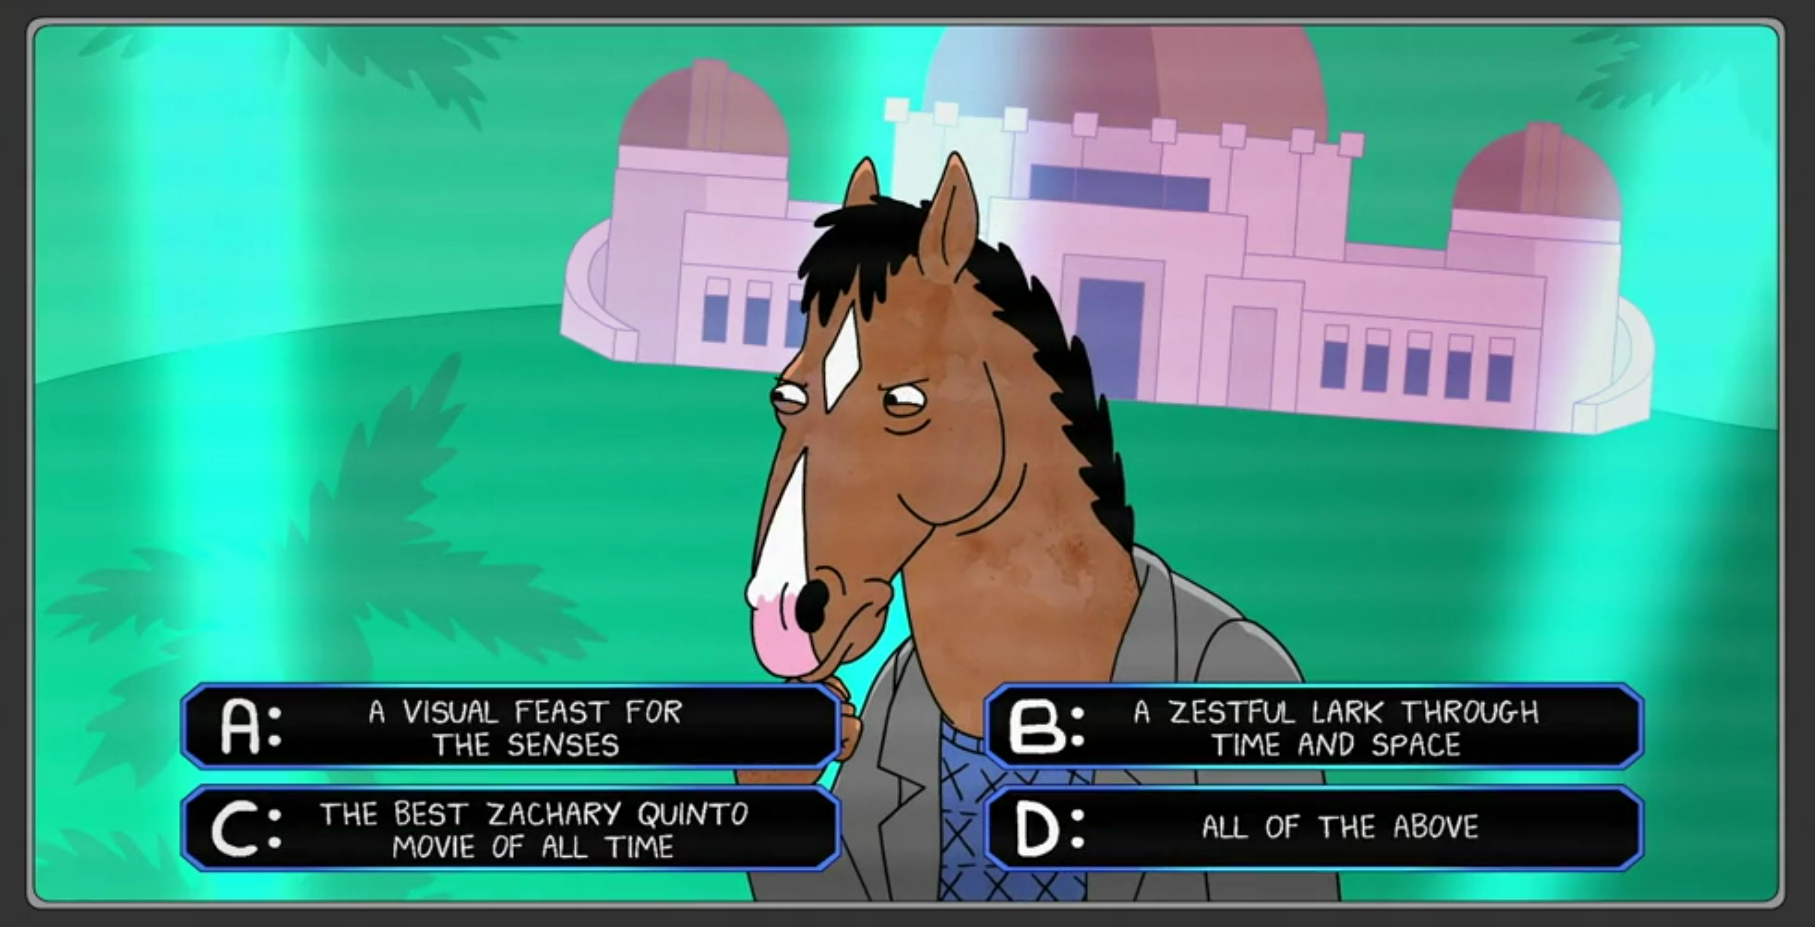 A: A VISUAL FEAST FOR
THE SENSES
B: A ZESTFUL LARK THROUGH
TIME AND SPACE
C: THE BEST ZACHARY QUINTO
MOVIE OF ALL TIME
D: ALL OF THE ABOVE